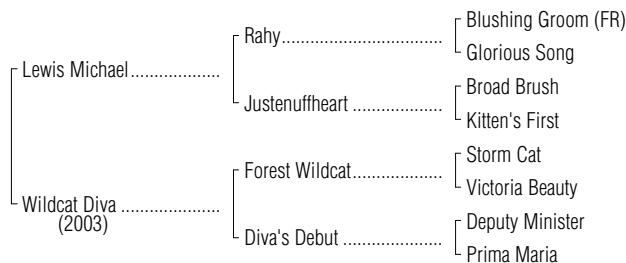 Blushing Groom (FR)
Rahy
Glorious Song
Lewis Michael
Broad Brush
Justenuffheart
Kitten's First
Storm Cat
Forest Wildcat
Victoria Beauty
Wildcat Diva
(2003)
Deputy Minister
Diva's Debut
Prima Maria